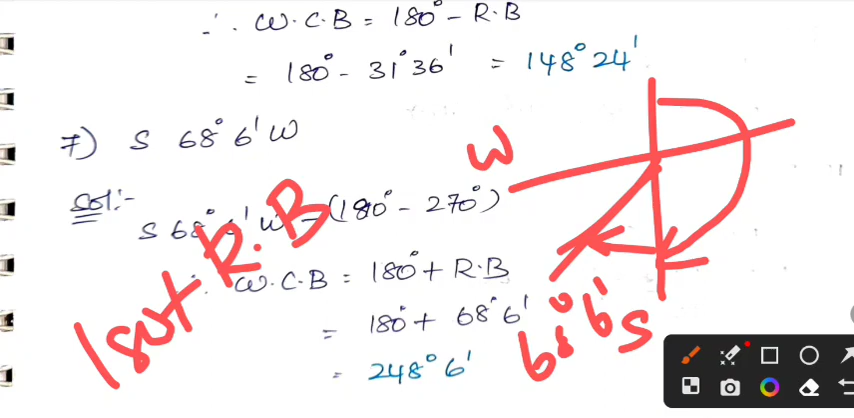 ∴ W.C.B = 180° - R.B
= 180° - 31°36' = 148°24'
7) S 68°6' W
W
Sol:-
S 68°6' W - (180° - 270°)
180+ R.B
∴ W.C.B = 180° + R.B
= 180° + 68°6'
68°6' S
= 248°6'